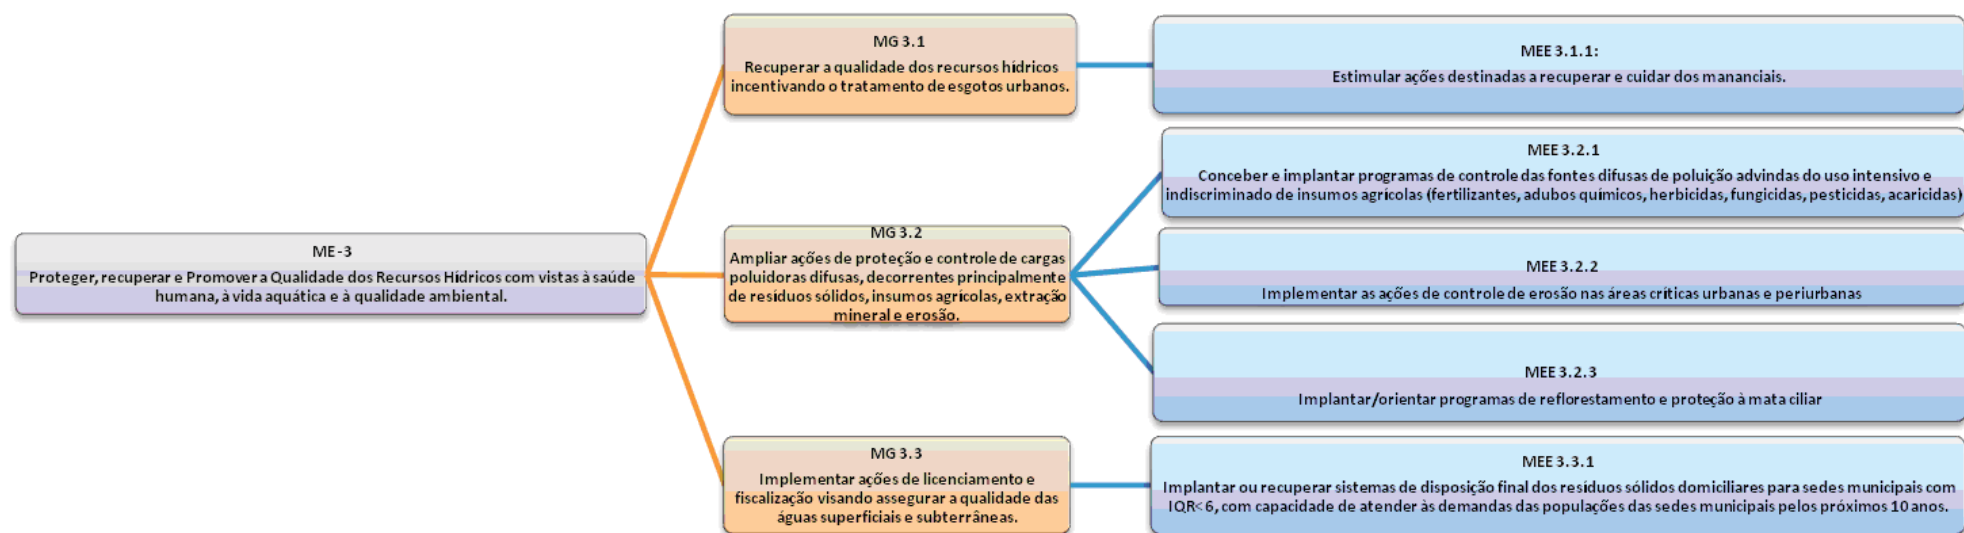 ME-3
Proteger, recuperar e Promover a Qualidade dos Recursos Hídricos com vistas à saúde
humana, à vida aquática e à qualidade ambiental.
MG 3.1
Recuperar a qualidade dos recursos hídricos
incentivando o tratamento de esgotos urbanos.
MEE 3.1.1:
Estimular ações destinadas a recuperar e cuidar dos mananciais.
MG 3.2
Ampliar ações de proteção e controle de cargas
poluidoras difusas, decorrentes principalmente
de resíduos sólidos, insumos agrícolas, extração
mineral e erosão.
MEE 3.2.1
Conceber e implantar programas de controle das fontes difusas de poluição advindas do uso intensivo e
indiscriminado de insumos agrícolas (fertilizantes, adubos químicos, herbicidas, fungicidas, pesticidas, acaricidas)
MEE 3.2.2
Implementar as ações de controle de erosão nas áreas críticas urbanas e periurbanas
MEE 3.2.3
Implantar/orientar programas de reflorestamento e proteção à mata ciliar
MG 3.3
Implementar ações de licenciamento e
fiscalização visando assegurar a qualidade das
águas superficiais e subterrâneas.
MEE 3.3.1
Implantar ou recuperar sistemas de disposição final dos resíduos sólidos domiciliares para sedes municipais com
IQR<6, com capacidade de atender às demandas das populações das sedes municipais pelos próximos 10 anos.